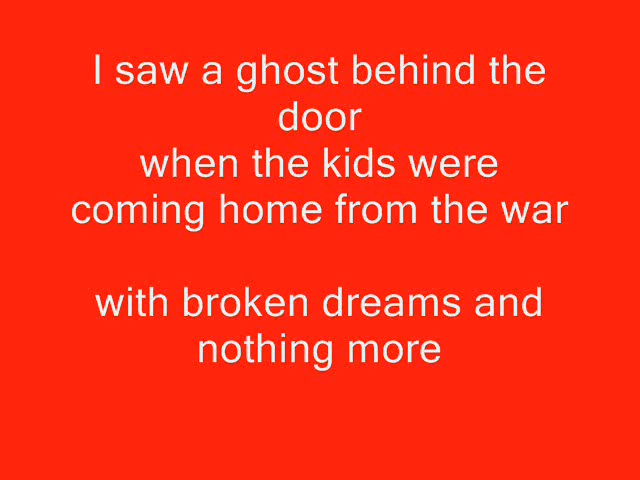 I saw a ghost behind the
door
when the kids were
coming home from the war
with broken dreams and
nothing more